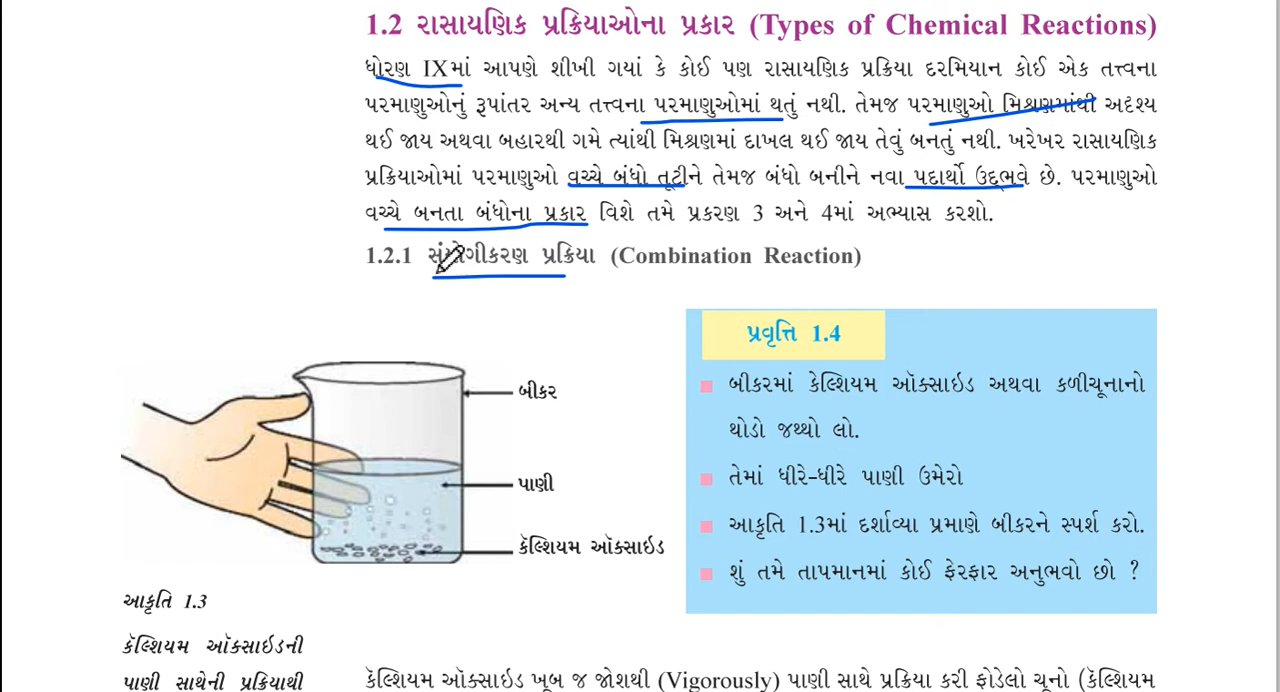 1.2 રાસાયણિક પ્રક્રિયાઓના પ્રકાર (Types of Chemical Reactions)
ધોરણ IXમાં આપણે શીખી ગયાં કે કોઈ પણ રાસાયણિક પ્રક્રિયા દરમિયાન કોઈ એક તત્ત્વના
પરમાણુઓનું રૂપાંતર અન્ય તત્ત્વના પરમાણુઓમાં થતું નથી. તેમજ પરમાણુઓ મિશ્રણમાંથી અદૃશ્ય
થઈ જાય અથવા બહારથી ગમે ત્યાંથી મિશ્રણમાં દાખલ થઈ જાય તેવું બનતું નથી. ખરેખર રાસાયણિક
પ્રક્રિયાઓમાં પરમાણુઓ વચ્ચે બંધો તૂટીને તેમજ બંધો બનીને નવા પદાર્થો ઉદ્ભવે છે. પરમાણુઓ
વચ્ચે બનતા બંધોના પ્રકાર વિશે તમે પ્રકરણ 3 અને 4માં અભ્યાસ કરશો.
1.2.1 સંયોગીકરણ પ્રક્રિયા (Combination Reaction)
બીકર
પાણી
કૅલ્શિયમ ઑક્સાઇડ
આકૃતિ 1.3
કૅલ્શિયમ ઑક્સાઇડની
પાણી સાથેની પ્રક્રિયાથી
પ્રવૃત્તિ 1.4
બીકરમાં કેલ્શિયમ ઑક્સાઇડ અથવા કળીચૂનાનો
થોડો જથ્થો લો.
તેમાં ધીરે-ધીરે પાણી ઉમેરો
આકૃતિ 1.3માં દર્શાવ્યા પ્રમાણે બીકરને સ્પર્શ કરો.
શું તમે તાપમાનમાં કોઈ ફેરફાર અનુભવો છો ?
કૅલ્શિયમ ઑક્સાઇડ ખૂબ જ જોશથી (Vigorously) પાણી સાથે પ્રક્રિયા કરી ફોડેલો ચૂનો (કૅલ્શિયમ